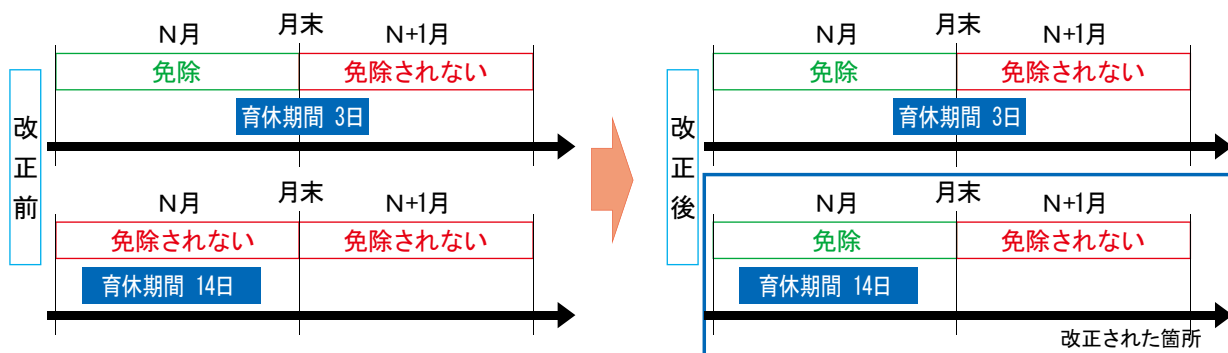 改正前
N月 月末 N+1月
免除 免除されない
育休期間 3日
N月 月末 N+1月
免除されない 免除されない
育休期間 14日
改正後
N月 月末 N+1月
免除 免除されない
育休期間 3日
N月 月末 N+1月
免除 免除されない
育休期間 14日
改正された箇所